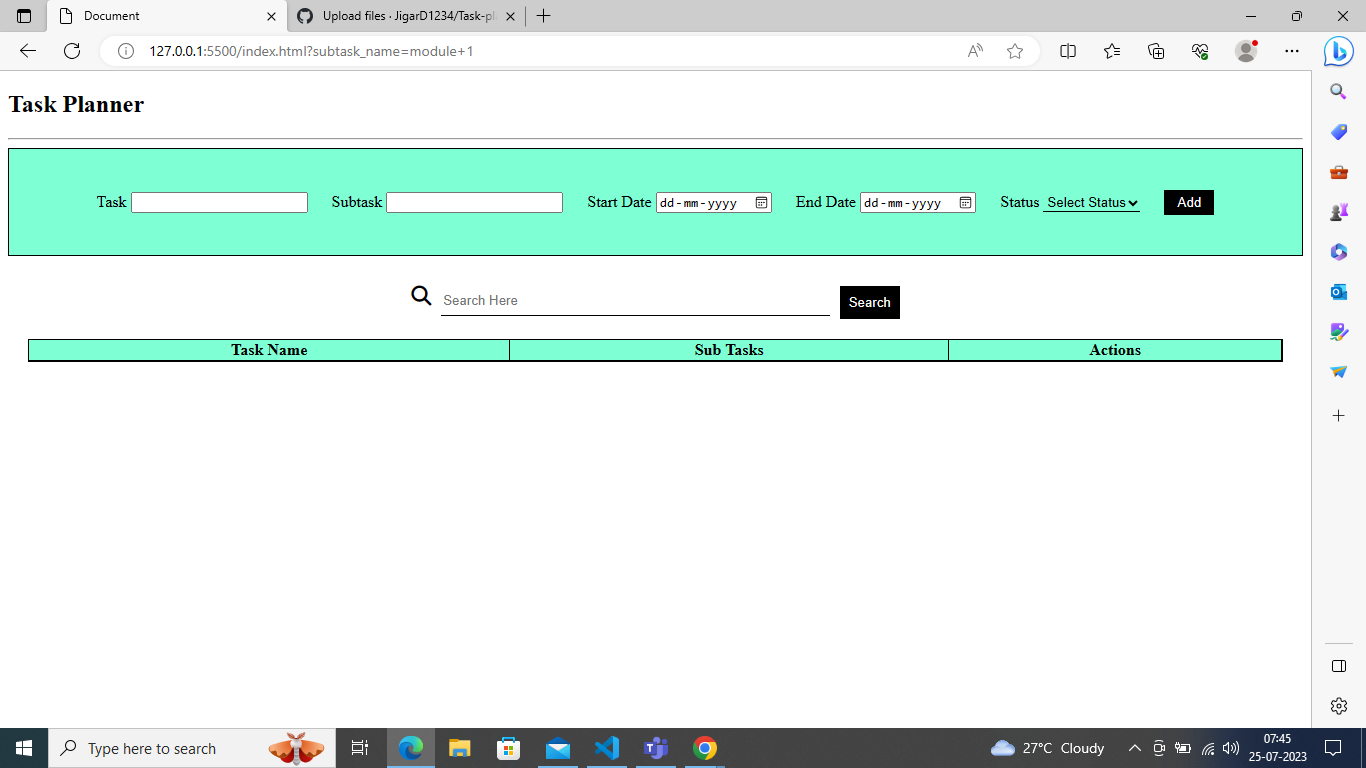 Document
Upload files · JigarD1234/Task-pl
127.0.0.1:5500/index.html?subtask_name=module+1
Task Planner
Task Subtask Start Date dd-mm-yyyy End Date dd-mm-yyyy Status Select Status Add
Search Here Search
Task Name Sub Tasks Actions
Type here to search 27°C Cloudy 07:45
25-07-2023